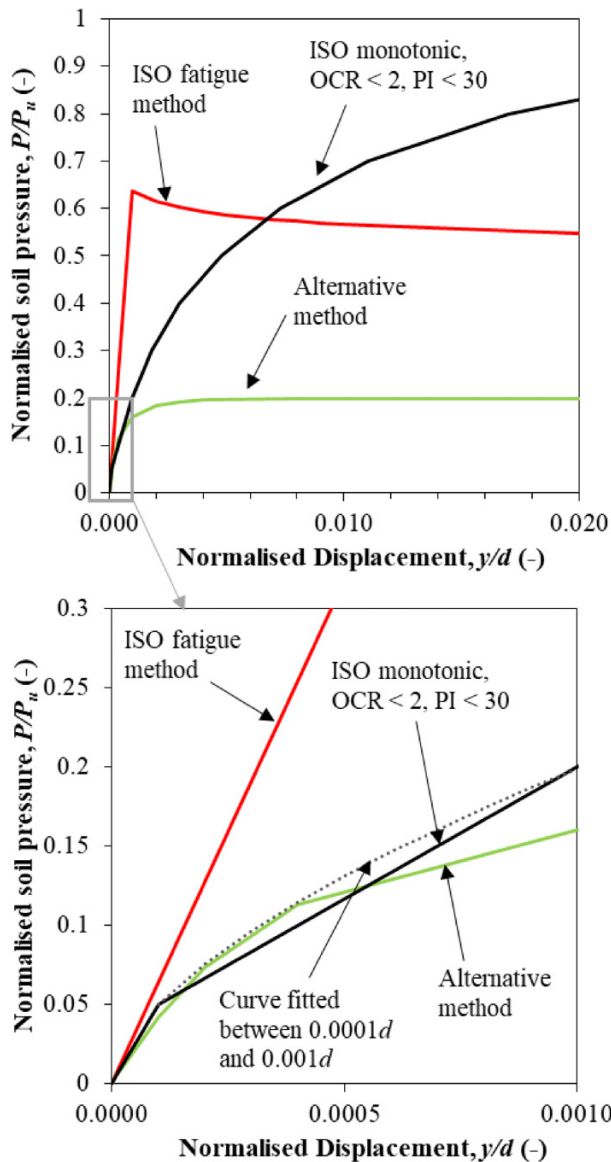 1
0.9
0.8
0.7
0.6
0.5
0.4
0.3
0.2
0.1
0
Normalised soil pressure, P/Pu (-)
ISO fatigue
method
ISO monotonic,
OCR < 2, PI < 30
Alternative
method
0.000
0.010
0.020
Normalised Displacement, y/d (-)
0.3
0.25
0.2
0.15
0.1
0.05
0
Normalised soil pressure, P/Pu (-)
ISO fatigue
method
ISO monotonic,
OCR < 2, PI < 30
Curve fitted
between 0.0001d
and 0.001d
Alternative
method
0.0000
0.0005
0.0010
Normalised Displacement, y/d (-)